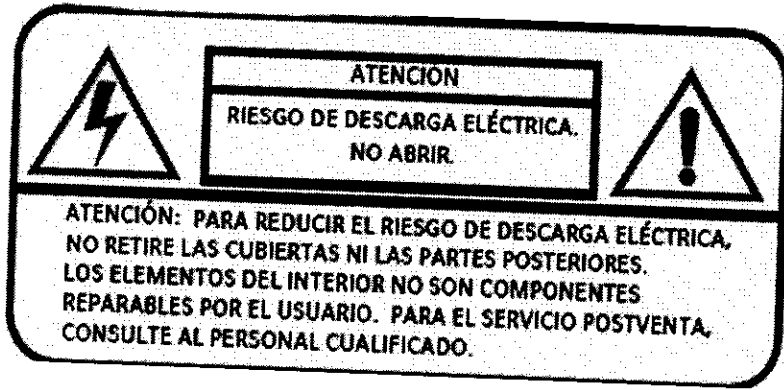 ATENCIÓN
RIESGO DE DESCARGA ELÉCTRICA.
NO ABRIR.
ATENCIÓN: PARA REDUCIR EL RIESGO DE DESCARGA ELÉCTRICA,
NO RETIRE LAS CUBIERTAS NI LAS PARTES POSTERIORES.
LOS ELEMENTOS DEL INTERIOR NO SON COMPONENTES
REPARABLES POR EL USUARIO. PARA EL SERVICIO POSTVENTA,
CONSULTE AL PERSONAL CUALIFICADO.